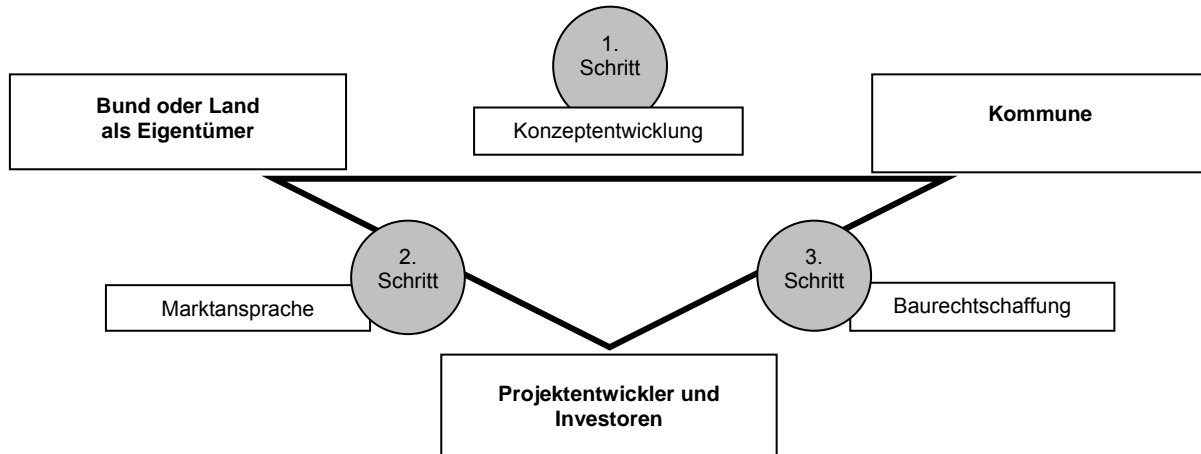 1.
Schritt
Bund oder Land
als Eigentümer
Konzeptentwicklung
Kommune
2.
Schritt
Marktansprache
3.
Schritt
Baurechtschaffung
Projektentwickler und
Investoren